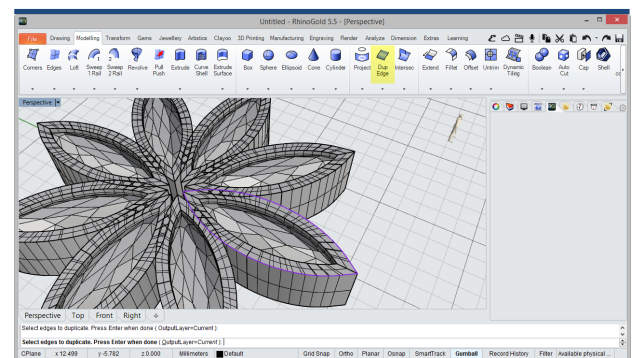 Untitled - RhinoGold 5.5 - [Perspective]
File Drawing Modelling Transform Gems Jewellery Artistics Clayoo 3D Printing Manufacturing Engraving Render Analyze Dimension Extras Learning
Corners Edges Loft Sweep 1 Rail Sweep 2 Rail Revolve Pull Push Extrude Curve Shell Extrude Surface Box Sphere Ellipsoid Cone Cylinder Project Dup Edge Intersec Extend Fillet Offset Untrim Dynamic Tiling Boolean Auto Cut Cap Shell
Perspective
Perspective Top Front Right
Select edges to duplicate. Press Enter when done ( OutputLayer=Current ):
Select edges to duplicate. Press Enter when done ( OutputLayer=Current ):
CPlane x 12.499 y -5.782 z 0.000 Millimeters Default Grid Snap Ortho Planar Osnap SmartTrack Gumball Record History Filter Available physical ...